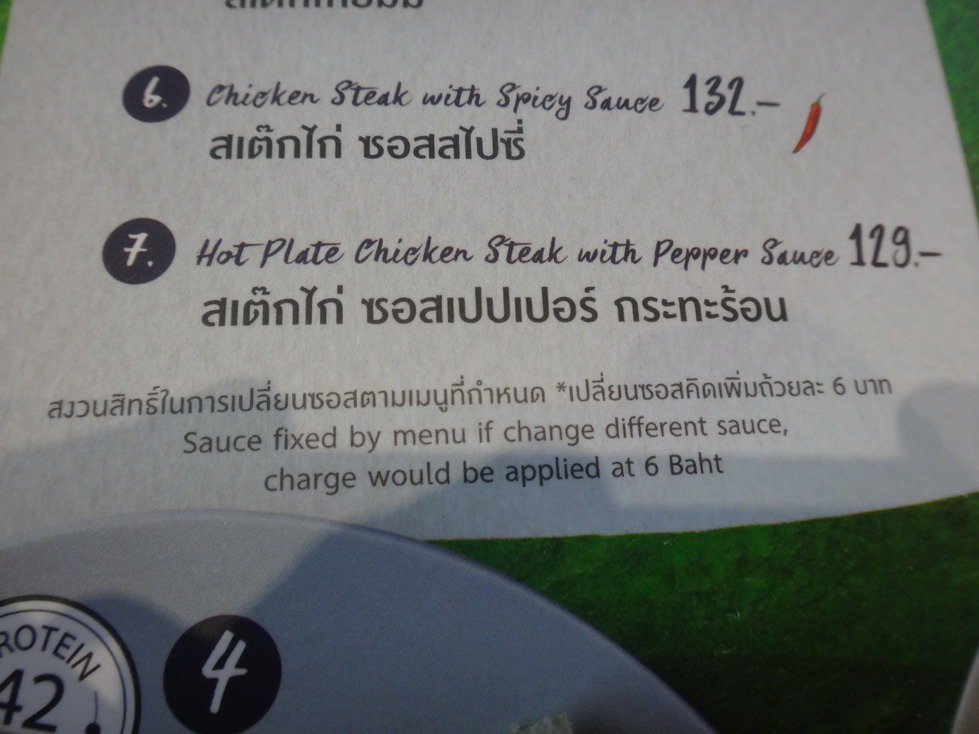 6. Chicken Steak with Spicy Sauce 132.-
สเต๊กไก่ ซอสสไปซี่
7. Hot Plate Chicken Steak with Pepper Sauce 129.-
สเต๊กไก่ ซอสเปปเปอร์ กระทะร้อน
สงวนสิทธิ์ในการเปลี่ยนซอสตามเมนูที่กำหนด *เปลี่ยนซอสคิดเพิ่มถ้วยละ 6 บาท
Sauce fixed by menu if change different sauce,
charge would be applied at 6 Baht
ROTEIN
42
4